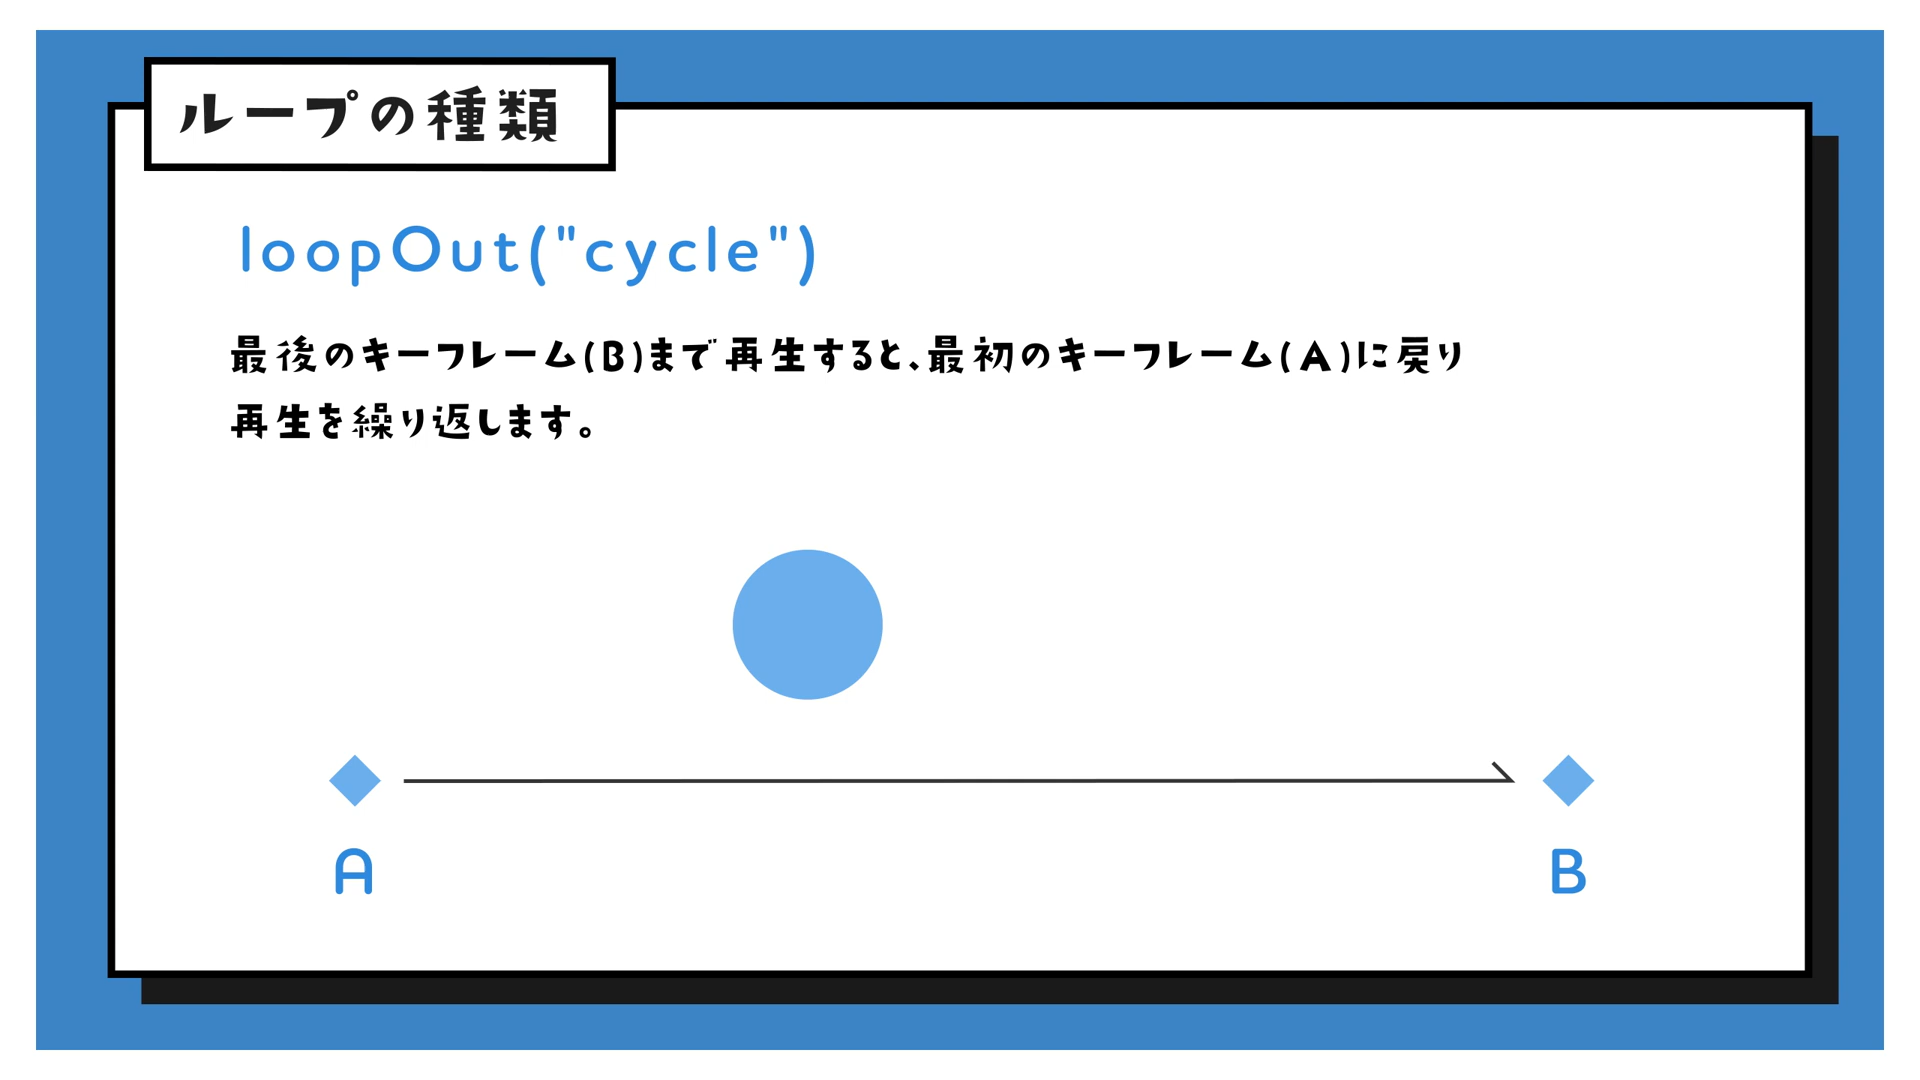 ループの種類
loopOut("cycle")
最後のキーフレーム(B)まで再生すると、最初のキーフレーム(A)に戻り
再生を繰り返します。
A
B